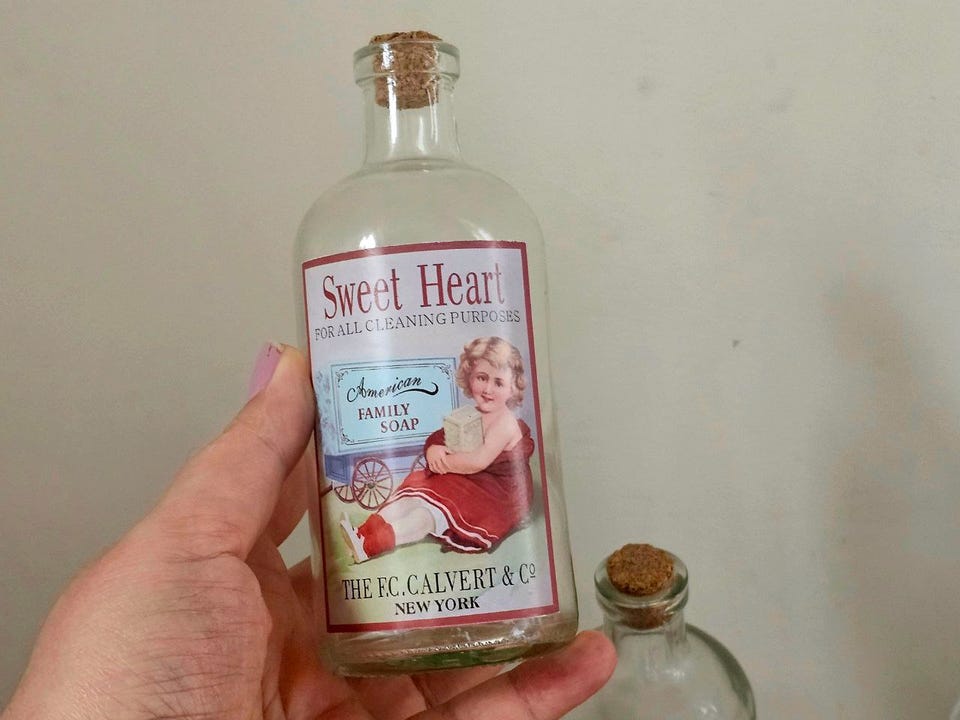 Sweet Heart
FOR ALL CLEANING PURPOSES
American
FAMILY
SOAP
THE F.C. CALVERT & Cº
NEW YORK